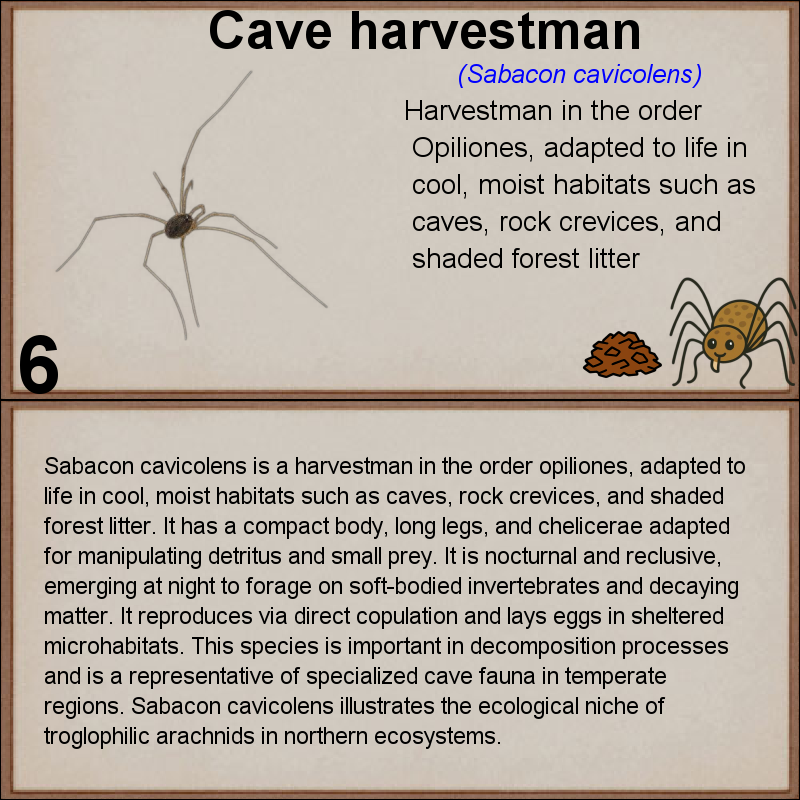 Cave harvestman
(Sabacon cavicolens)
Harvestman in the order
Opiliones, adapted to life in
cool, moist habitats such as
caves, rock crevices, and
shaded forest litter
6
Sabacon cavicolens is a harvestman in the order opiliones, adapted to
life in cool, moist habitats such as caves, rock crevices, and shaded
forest litter. It has a compact body, long legs, and chelicerae adapted
for manipulating detritus and small prey. It is nocturnal and reclusive,
emerging at night to forage on soft-bodied invertebrates and decaying
matter. It reproduces via direct copulation and lays eggs in sheltered
microhabitats. This species is important in decomposition processes
and is a representative of specialized cave fauna in temperate
regions. Sabacon cavicolens illustrates the ecological niche of
troglophilic arachnids in northern ecosystems.